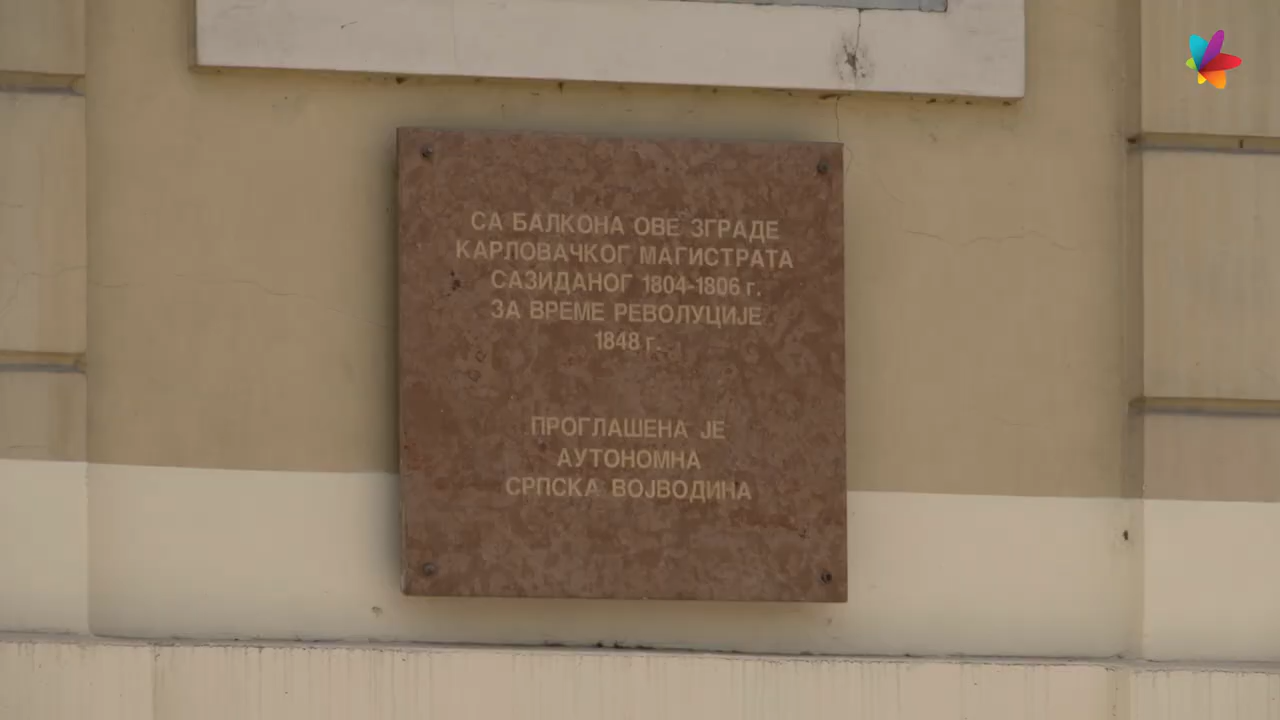 СА БАЛКОНА ОВЕ ЗГРАДЕ
КАРЛОВАЧКОГ МАГИСТРАТА
САЗИДАНОГ 1804-1806 г.
ЗА ВРЕМЕ РЕВОЛУЦИЈЕ
1848 г.
ПРОГЛАШЕНА ЈЕ
АУТОНОМНА
СРПСКА ВОЈВОДИНА